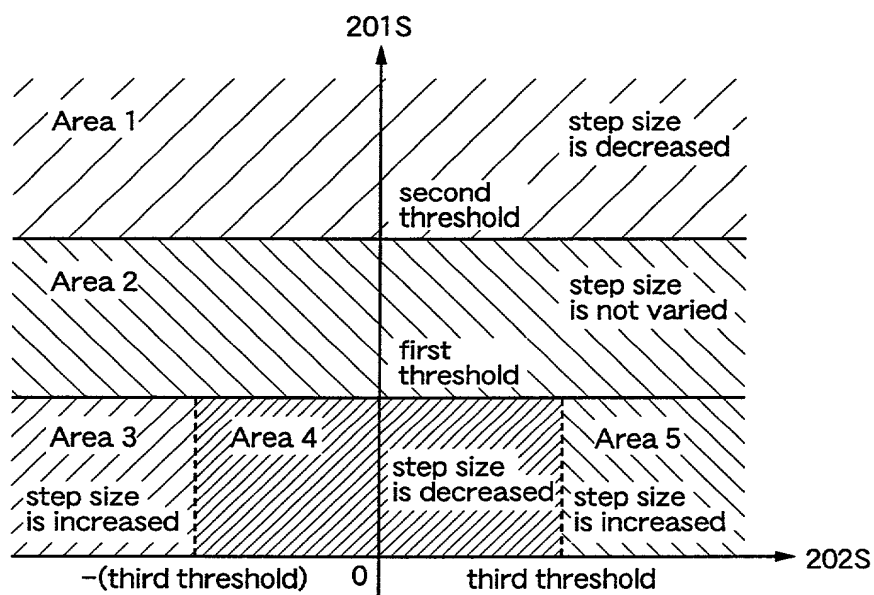 201S
Area 1
step size
is decreased
second
threshold
Area 2
step size
is not varied
first
threshold
Area 3
Area 4
Area 5
step size
is increased
step size
is decreased
step size
is increased
202S
−(third threshold)
0
third threshold